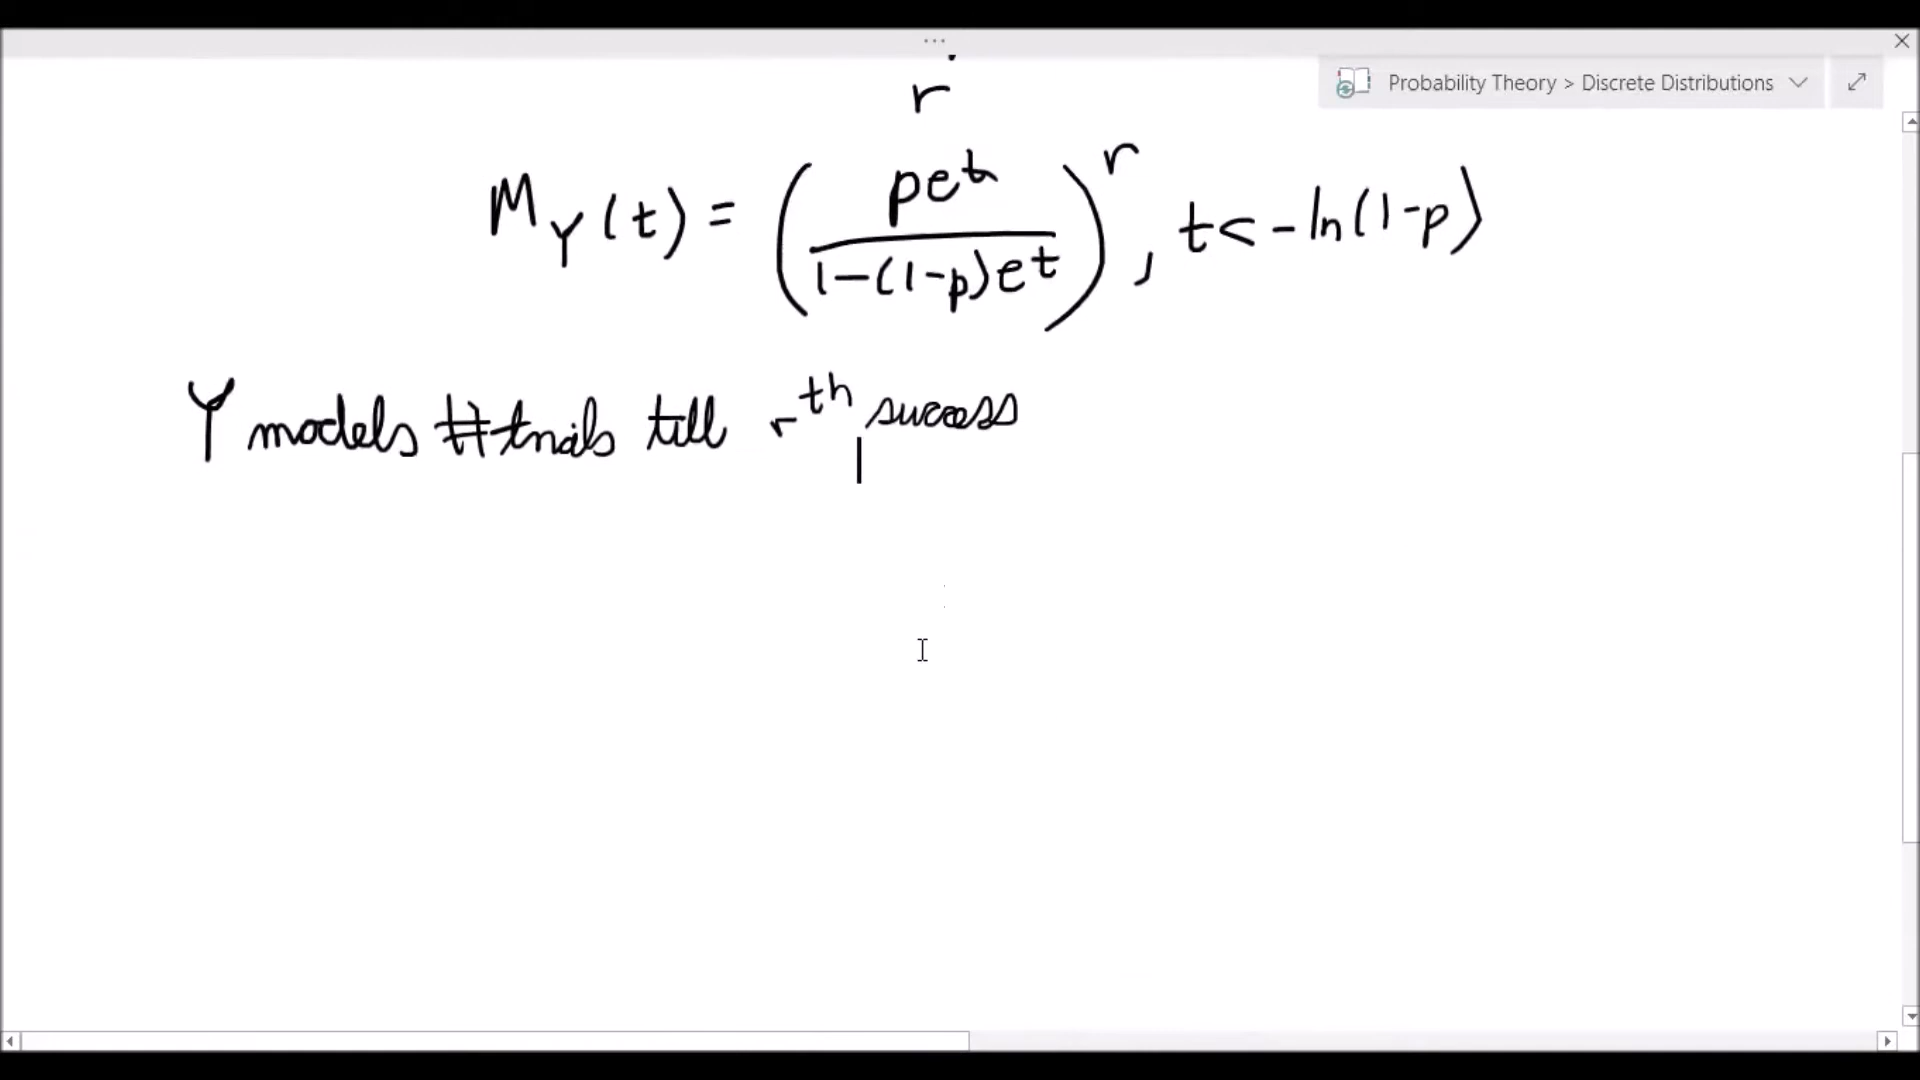 Probability Theory > Discrete Distributions
r
M_Y(t) = (pe^t / 1-(1-p)e^t)^r, t < -ln(1-p)
Y models #trials till r^th success